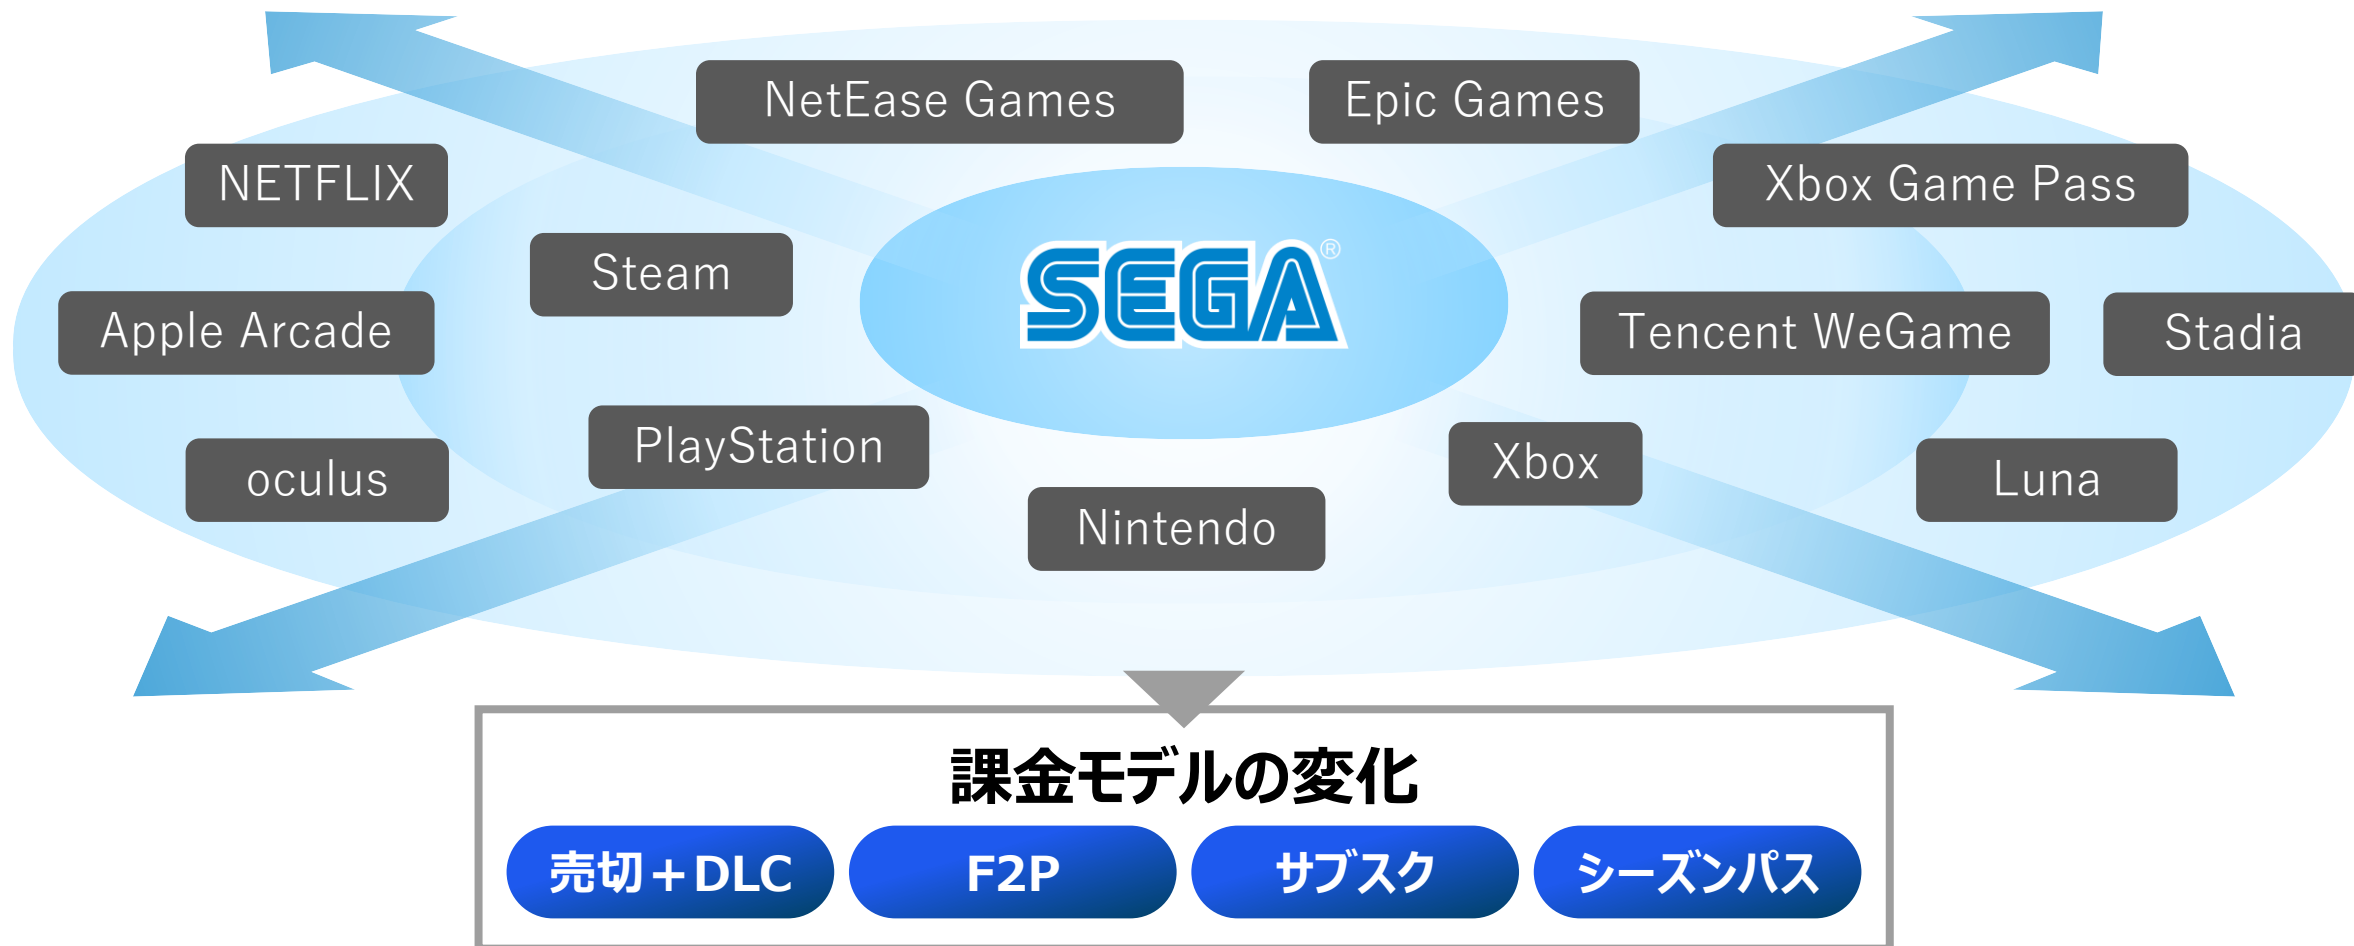 NetEase Games
Epic Games
NETFLIX
Xbox Game Pass
Steam
SEGA®
Apple Arcade
Tencent WeGame
Stadia
PlayStation
Xbox
oculus
Luna
Nintendo
課金モデルの変化
売切+DLC
F2P
サブスク
シーズンパス